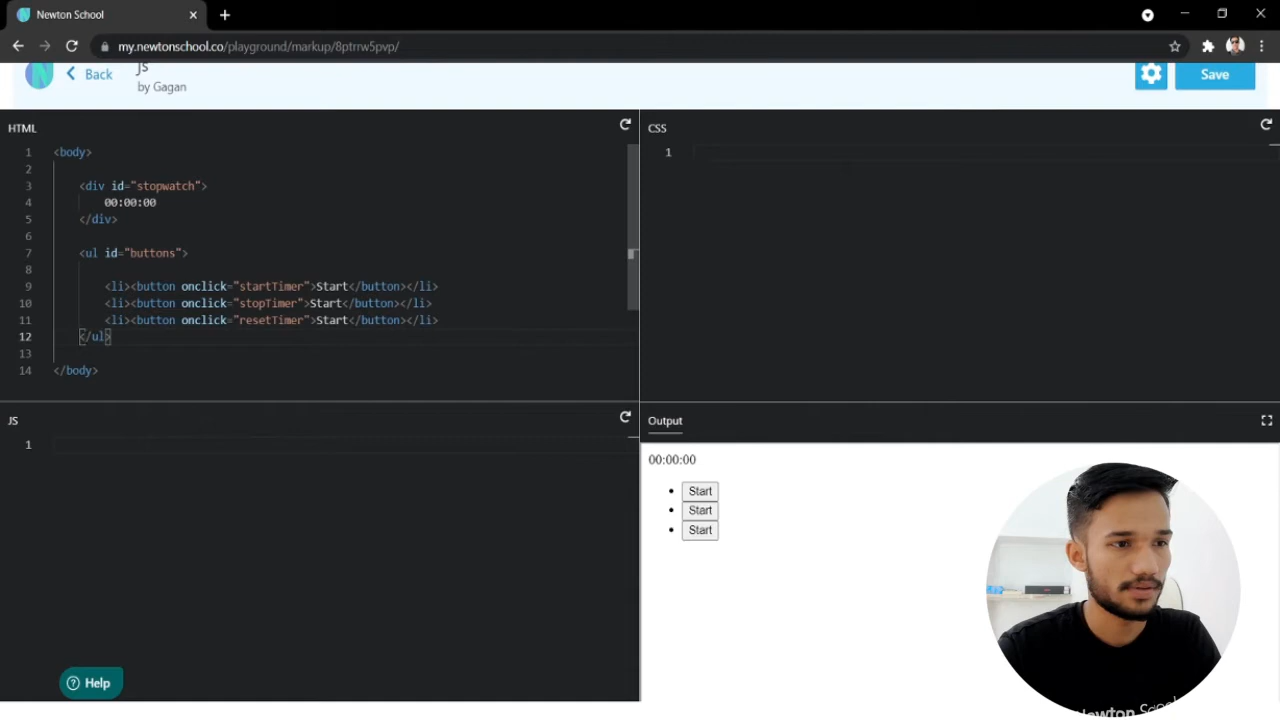 Newton School
my.newtonschool.co/playground/markup/8ptrrw5pvp/
Back
JS
by Gagan
Save
HTML
1 <body>
2
3 <div id="stopwatch">
4 00:00:00
5 </div>
6
7 <ul id="buttons">
8
9 <li><button onclick="startTimer">Start</button></li>
10 <li><button onclick="stopTimer">Start</button></li>
11 <li><button onclick="resetTimer">Start</button></li>
12 </ul>
13
14 </body>
CSS
1
JS
1
Output
00:00:00
Start
Start
Start
Help
Newton School